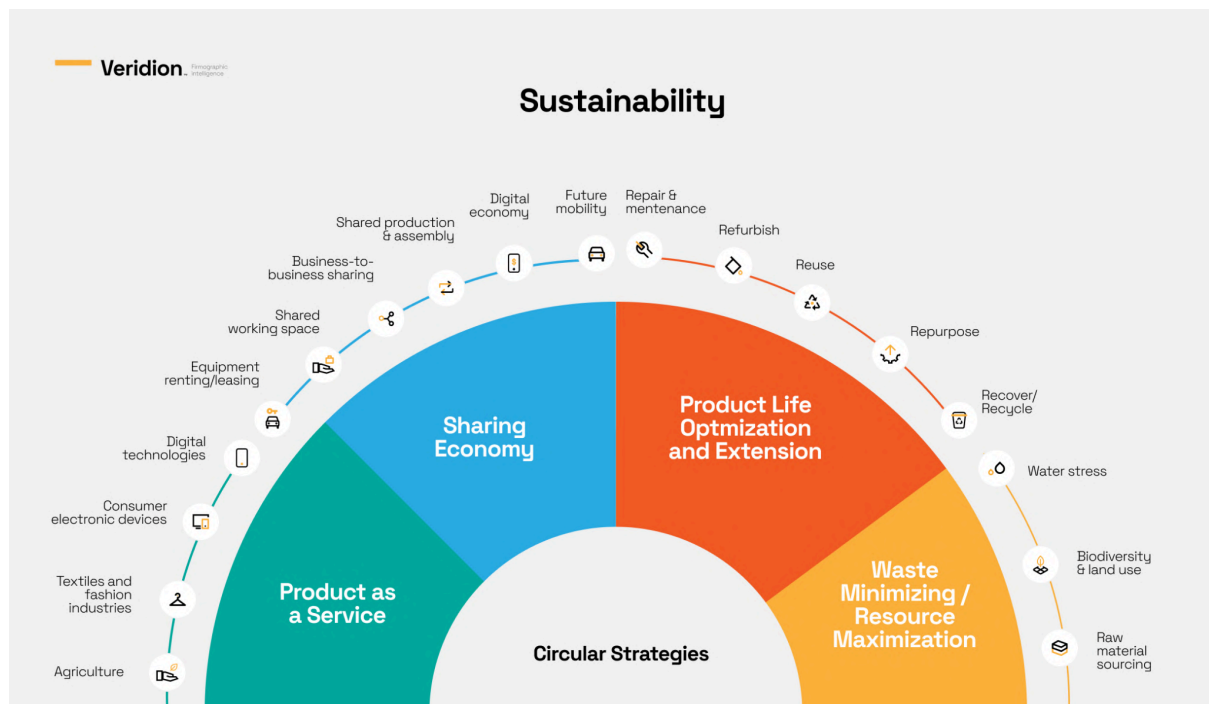 Veridion™ Firmographic
Intelligence
Sustainability
Agriculture
Textiles and
fashion
industries
Consumer
electronic devices
Digital
technologies
Equipment
renting/leasing
Shared
working space
Business-to-
business sharing
Shared production
& assembly
Digital
economy
Future
mobility
Repair &
mentenance
Refurbish
Reuse
Repurpose
Recover/
Recycle
Water stress
Biodiversity
& land use
Raw
material
sourcing
Product as
a Service
Sharing
Economy
Product Life
Optmization
and Extension
Waste
Minimizing /
Resource
Maximization
Circular Strategies